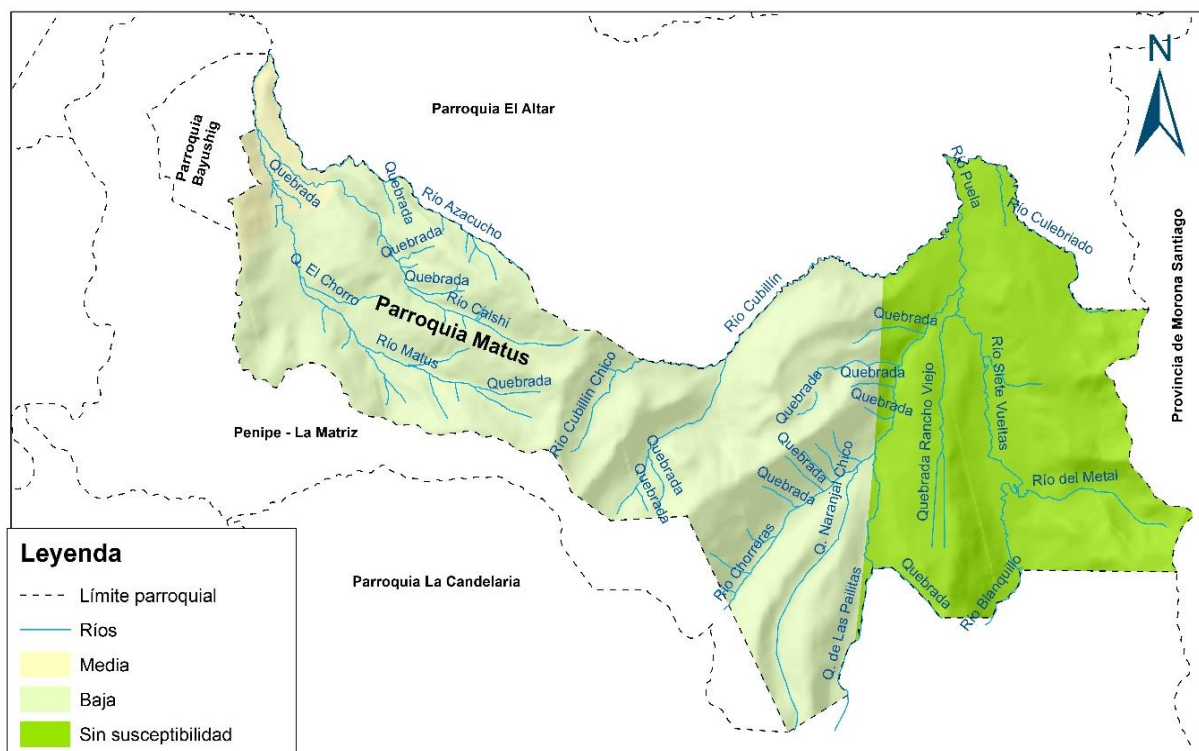 N
Parroquia El Altar
Parroquia
Bayushig
Provincia de Morona Santiago
Río Puela
Río Culebriado
Quebrada
Quebrada
Río Azacucho
Quebrada
Quebrada
Q. El Chorro
Río Calshi
Parroquia Matus
Río Matus
Quebrada
Río Cubillín
Río Cubillín Chico
Quebrada
Quebrada
Quebrada
Quebrada
Quebrada Rancho Viejo
Río Siete Vueltas
Penipe - La Matriz
Quebrada
Quebrada
Quebrada
Quebrada
Q. Naranjal Chico
Río del Metal
Río Chorreras
Q. de Las Pailitas
Quebrada
Río Blanquillo
Parroquia La Candelaria
Leyenda
Límite parroquial
Ríos
Media
Baja
Sin susceptibilidad